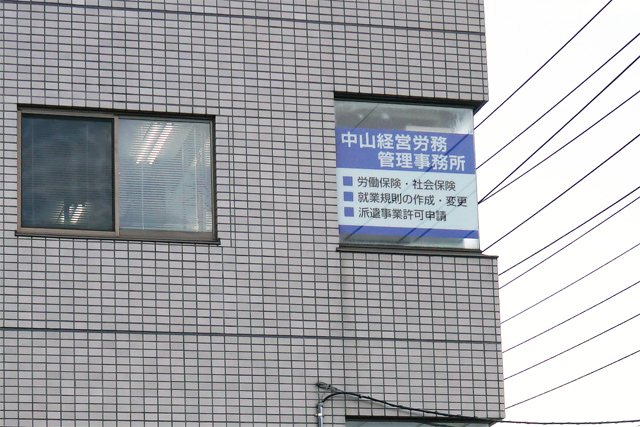 中山経営労務
管理事務所
■ 労働保険・社会保険
■ 就業規則の作成・変更
■ 派遣事業許可申請